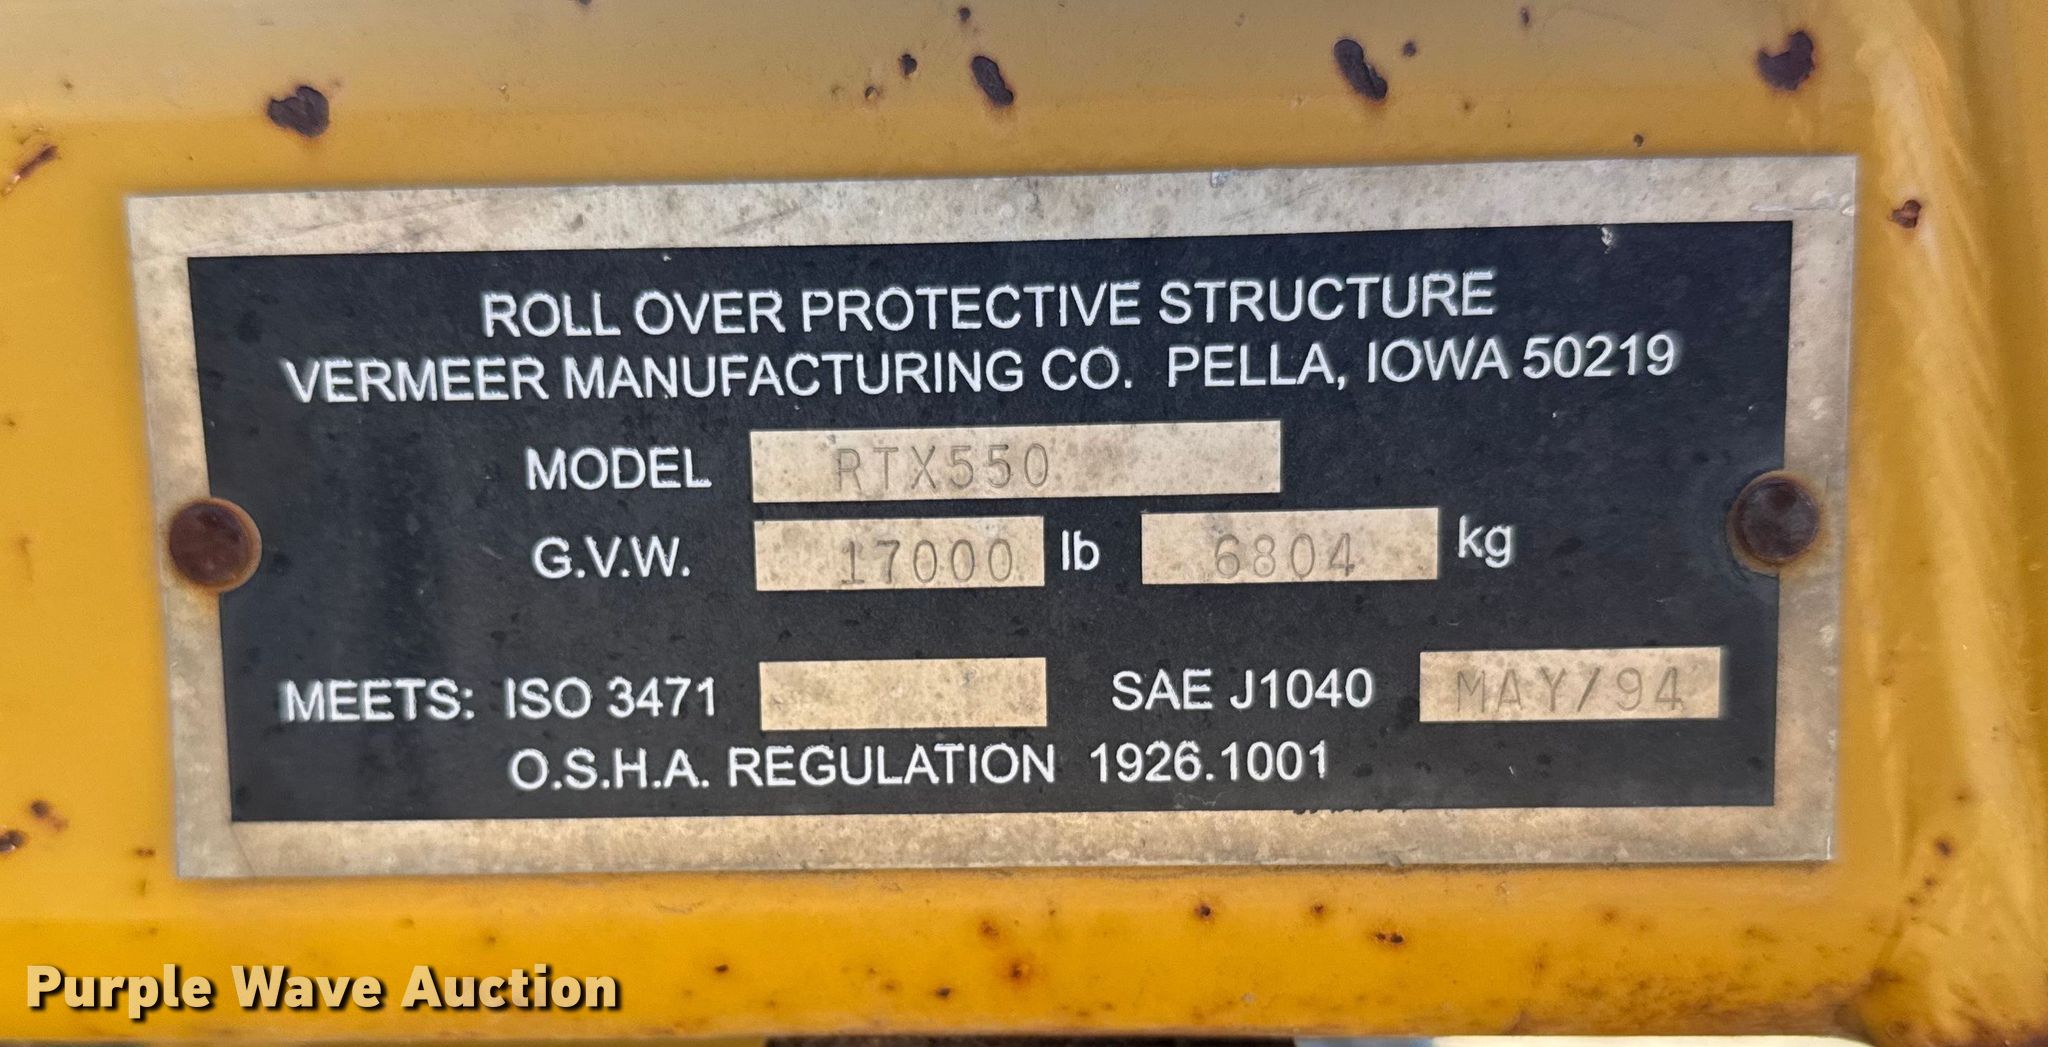 ROLL OVER PROTECTIVE STRUCTURE
VERMEER MANUFACTURING CO. PELLA, IOWA 50219
MODEL RTX550
G.V.W. 17000 lb 6804 kg
MEETS: ISO 3471 SAE J1040 MAY/94
O.S.H.A. REGULATION 1926.1001
Purple Wave Auction